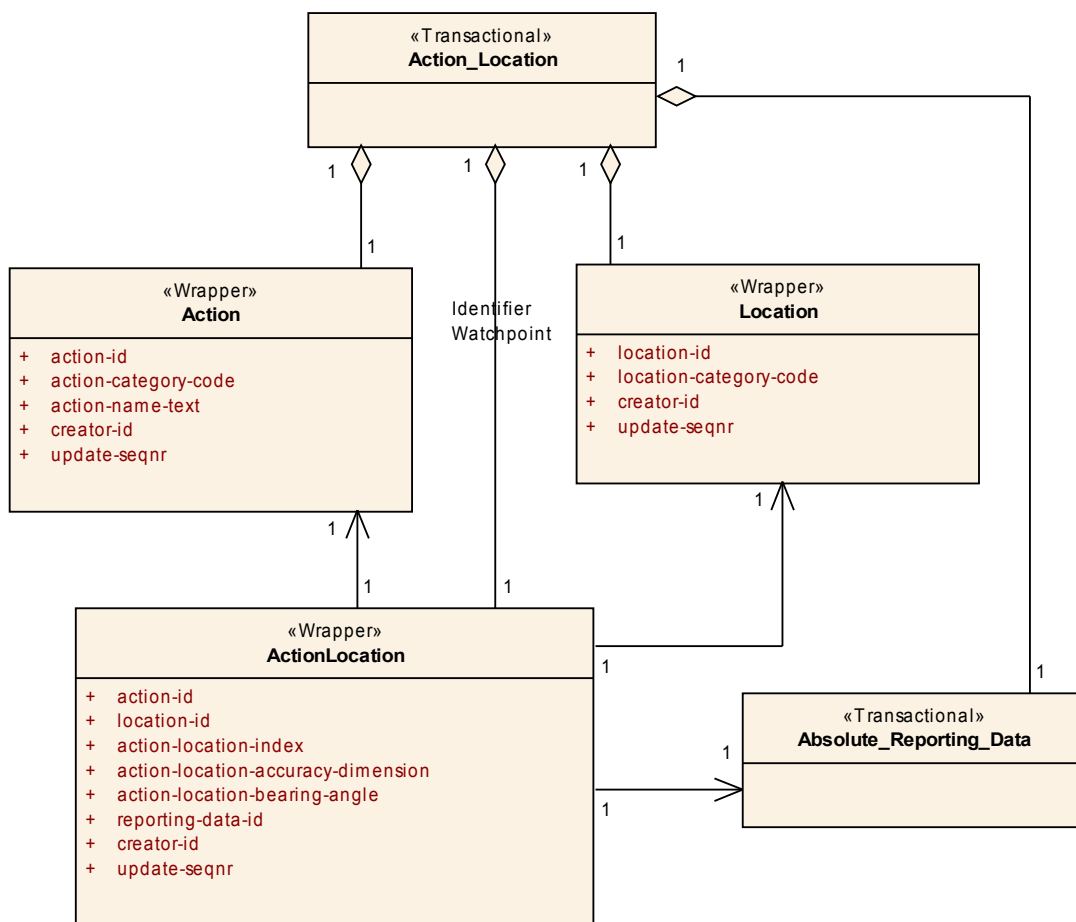 «Transactional»
Action_Location
1
1
1
1
1
1
1
«Wrapper»
Action
+ action-id
+ action-category-code
+ action-name-text
+ creator-id
+ update-seqnr
Identifier
Watchpoint
«Wrapper»
Location
+ location-id
+ location-category-code
+ creator-id
+ update-seqnr
1
1
1
1
«Wrapper»
ActionLocation
+ action-id
+ location-id
+ action-location-index
+ action-location-accuracy-dimension
+ action-location-bearing-angle
+ reporting-data-id
+ creator-id
+ update-seqnr
1
1
1
1
«Transactional»
Absolute_Reporting_Data